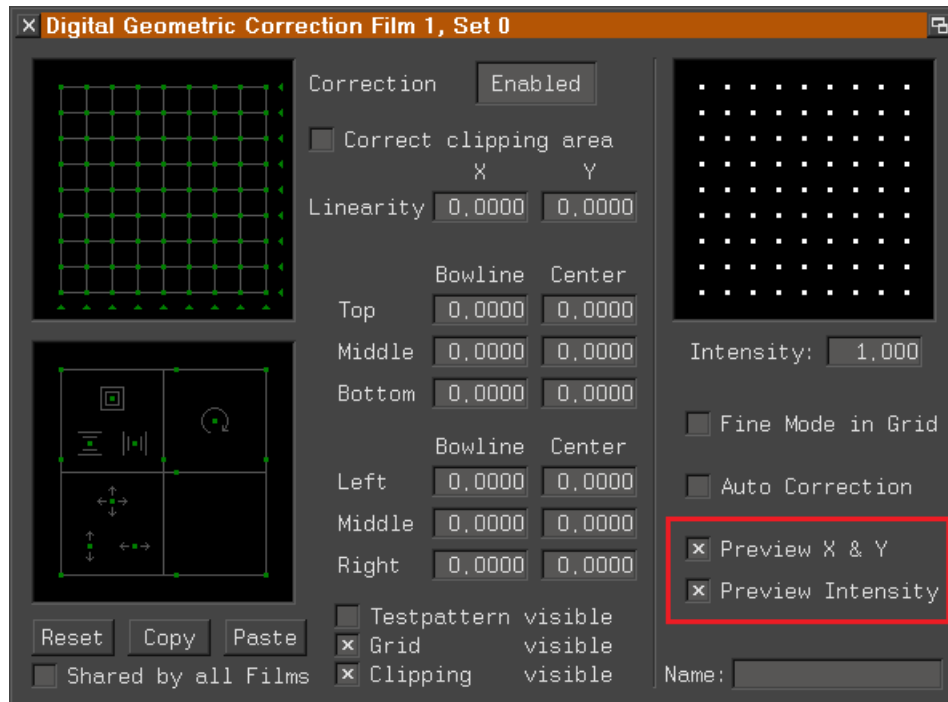 Digital Geometric Correction Film 1, Set 0
Correction Enabled
Correct clipping area
X Y
Linearity 0,0000 0,0000
Bowline Center
Top 0,0000 0,0000
Middle 0,0000 0,0000
Bottom 0,0000 0,0000
Bowline Center
Left 0,0000 0,0000
Middle 0,0000 0,0000
Right 0,0000 0,0000
Testpattern visible
Grid visible
Clipping visible
Reset Copy Paste
Shared by all Films
Intensity: 1,000
Fine Mode in Grid
Auto Correction
Preview X & Y
Preview Intensity
Name: